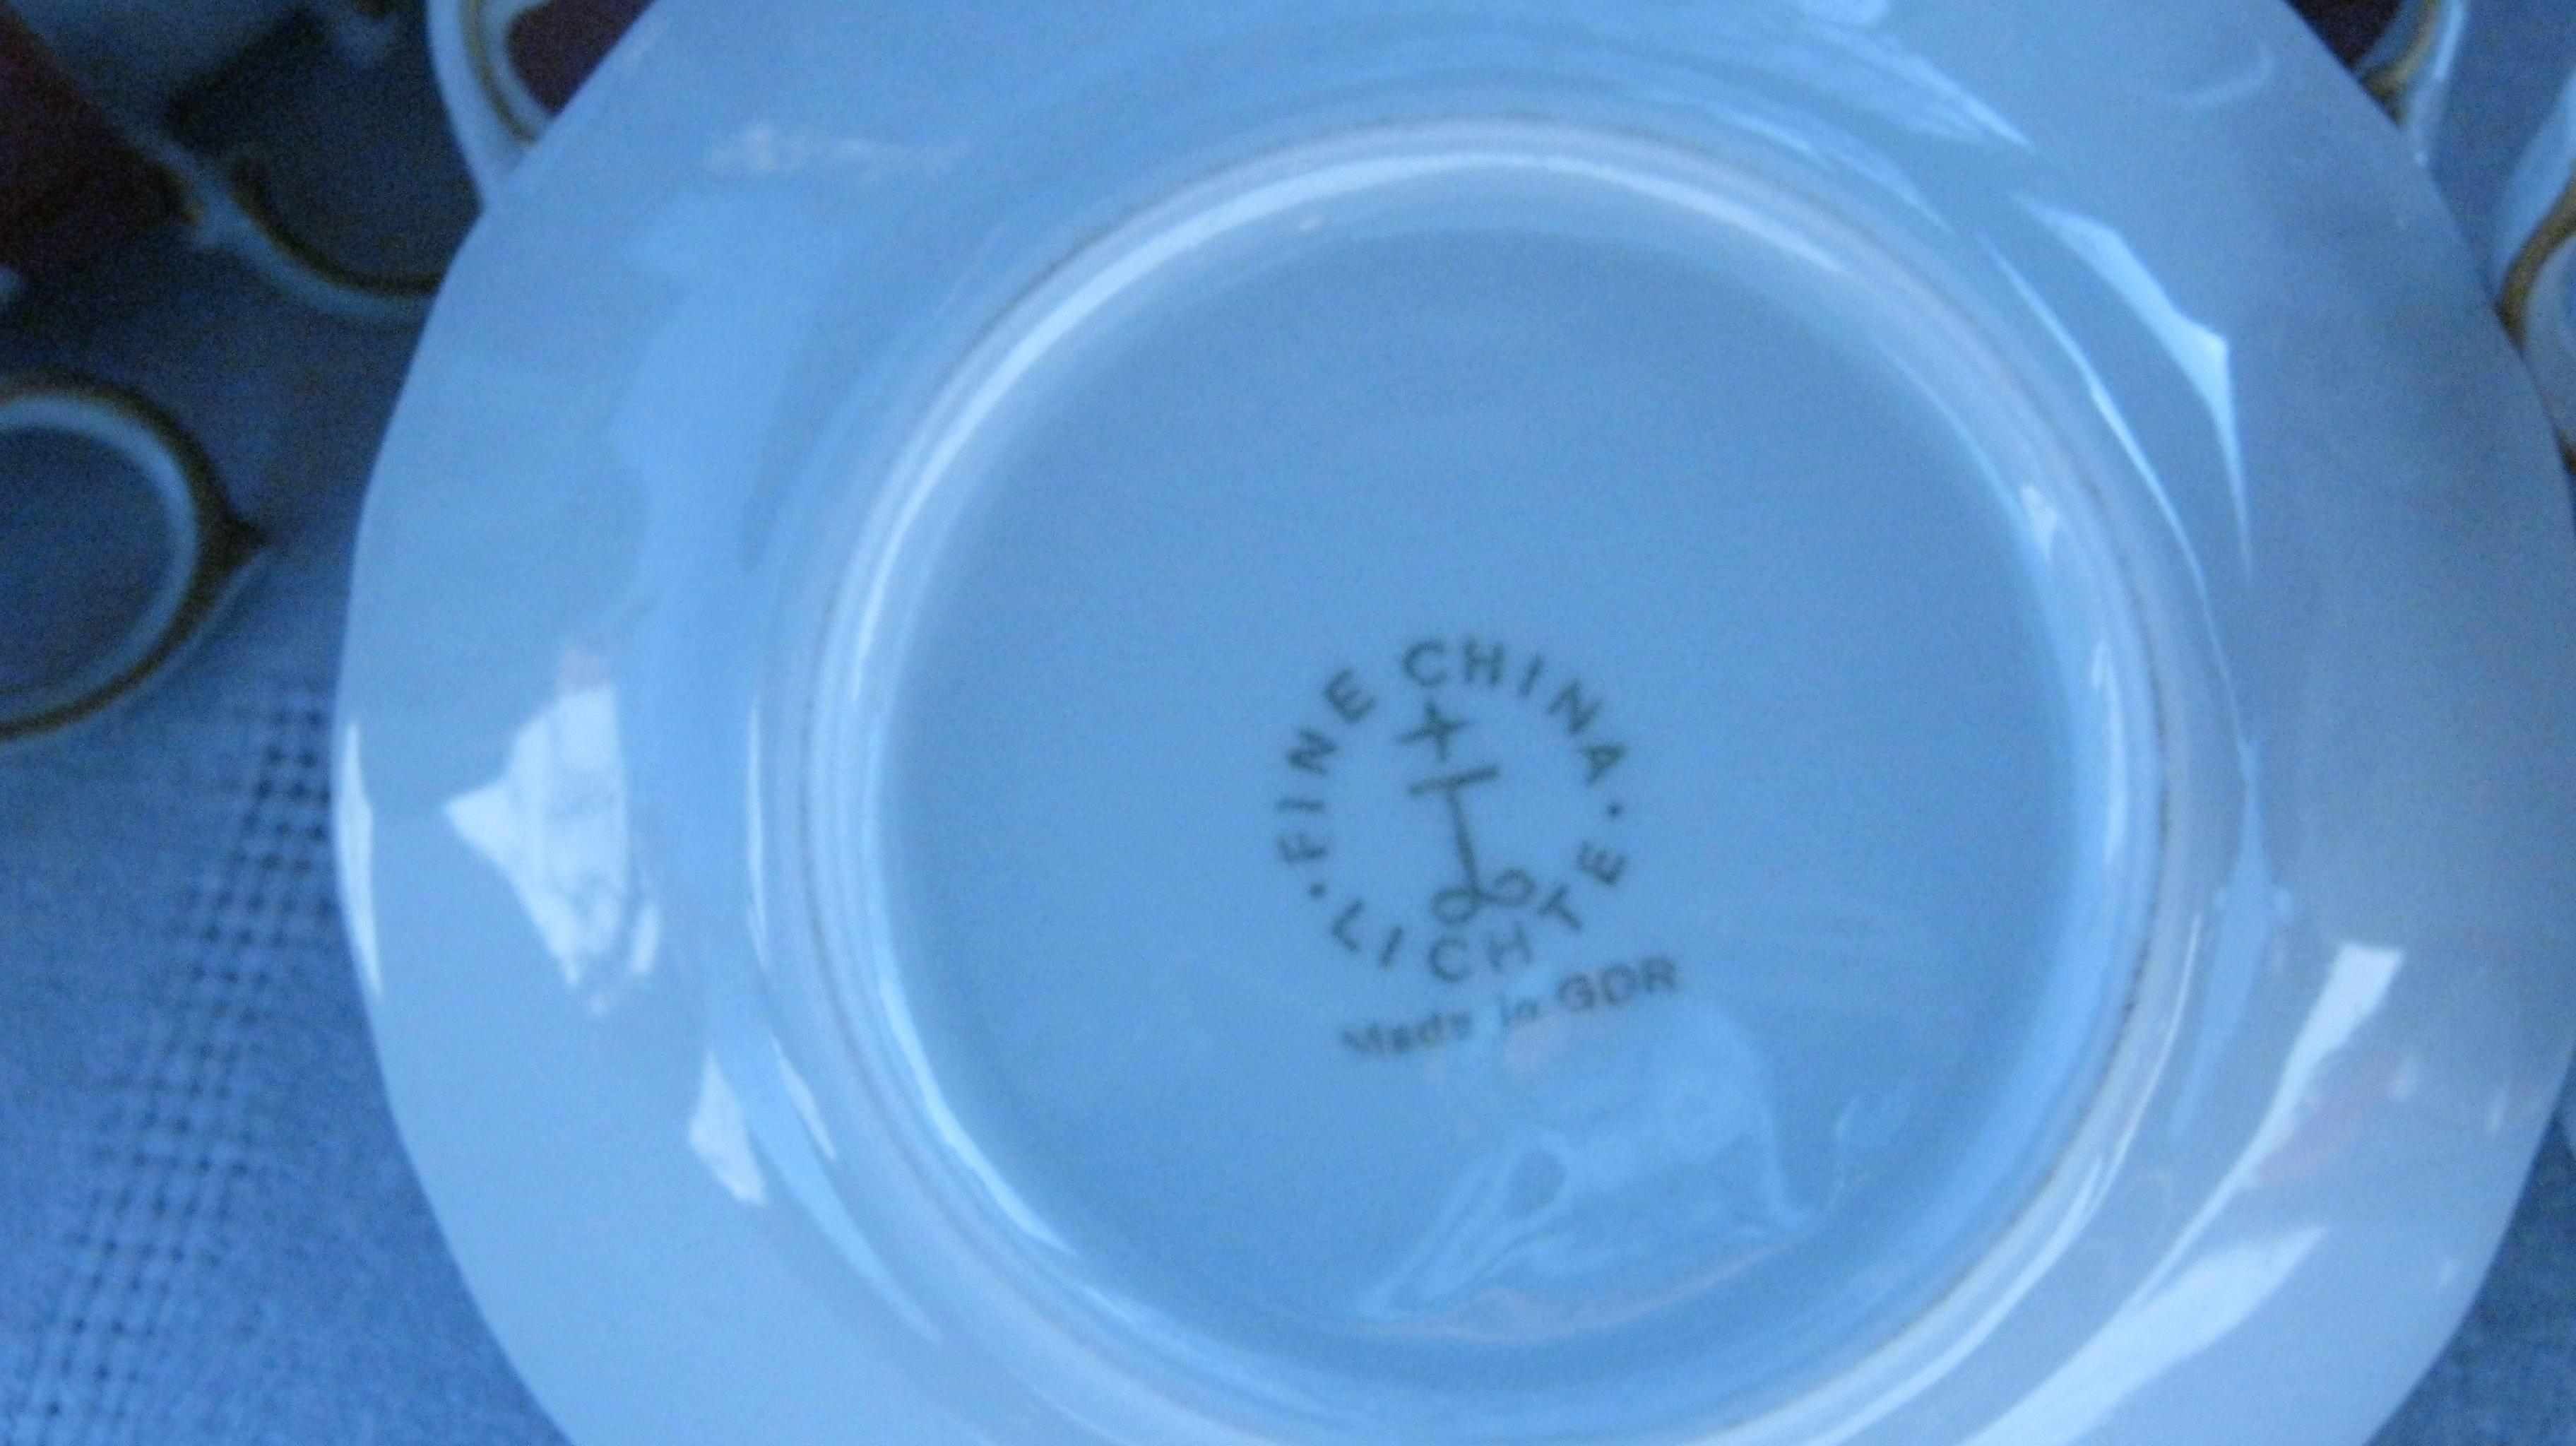 · FINE CHINA ·
LICHTE
Made in GDR